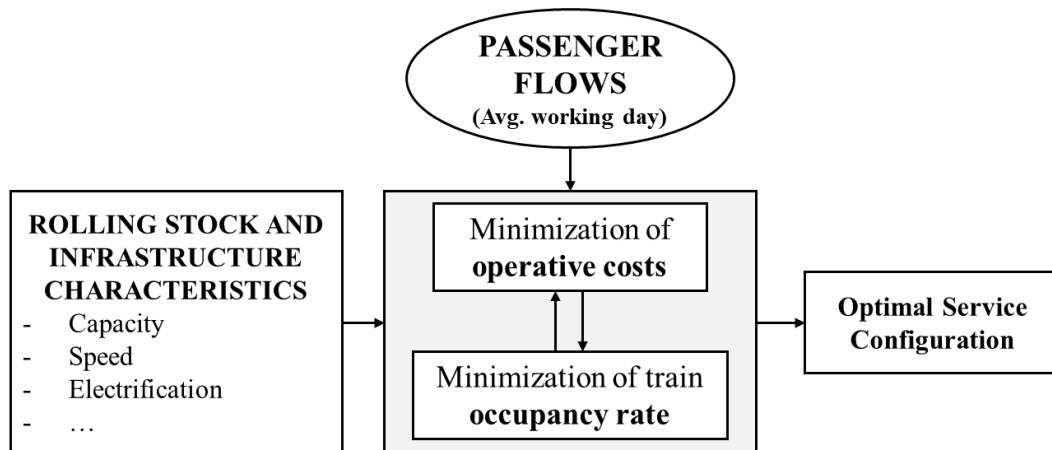 PASSENGER
FLOWS
(Avg. working day)
ROLLING STOCK AND
INFRASTRUCTURE
CHARACTERISTICS
- Capacity
- Speed
- Electrification
- …
Minimization of
operative costs
Minimization of train
occupancy rate
Optimal Service
Configuration